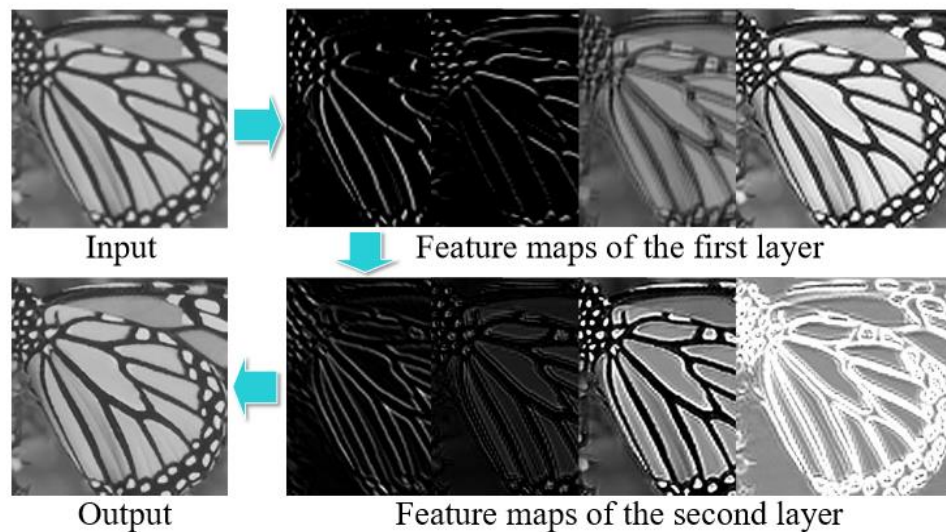 Input
Feature maps of the first layer
Output
Feature maps of the second layer